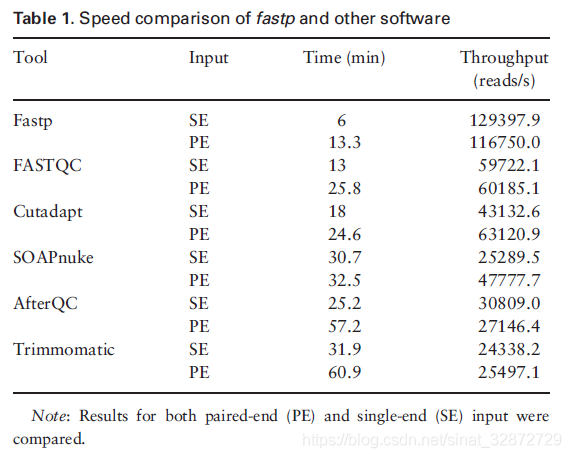 Table 1. Speed comparison of fastp and other software
Tool Input Time (min) Throughput
(reads/s)
Fastp SE 6 129397.9
PE 13.3 116750.0
FASTQC SE 13 59722.1
PE 25.8 60185.1
Cutadapt SE 18 43132.6
PE 24.6 63120.9
SOAPnuke SE 30.7 25289.5
PE 32.5 47777.7
AfterQC SE 25.2 30809.0
PE 57.2 27146.4
Trimmomatic SE 31.9 24338.2
PE 60.9 25497.1
Note: Results for both paired-end (PE) and single-end (SE) input were
compared.
https://blog.csdn.net/sinat_32872729